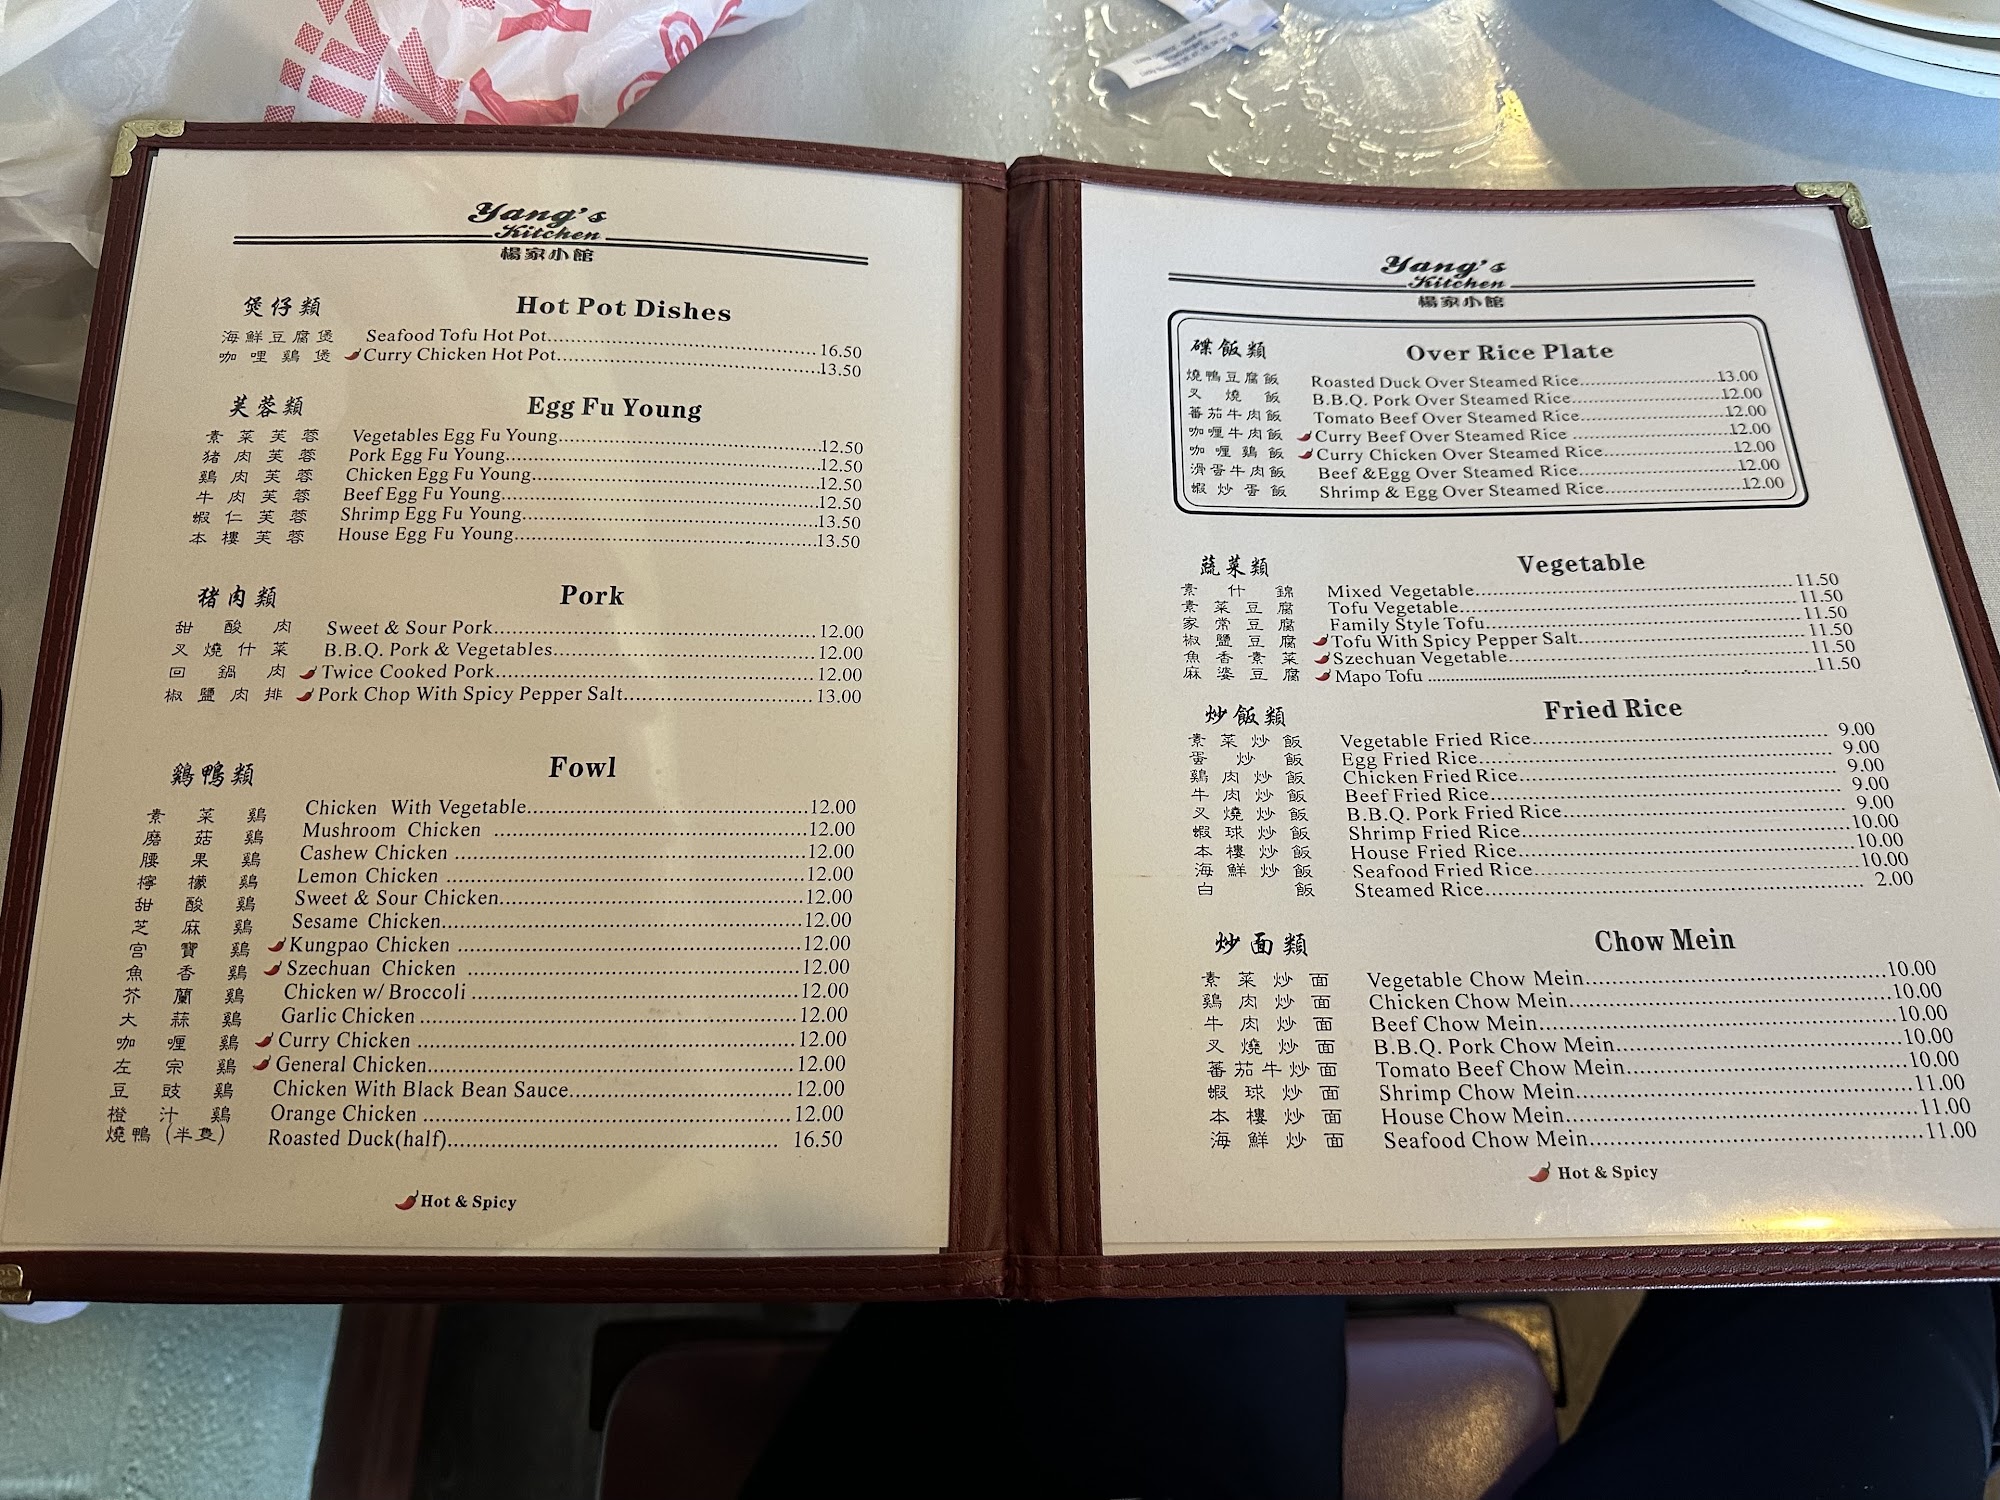 Yang's
Kitchen
楊家小館
煲仔類 Hot Pot Dishes
海鮮豆腐煲 Seafood Tofu Hot Pot 16.50
咖哩鷄煲 Curry Chicken Hot Pot 13.50
芙蓉類 Egg Fu Young
素菜芙蓉 Vegetables Egg Fu Young 12.50
猪肉芙蓉 Pork Egg Fu Young 12.50
鷄肉芙蓉 Chicken Egg Fu Young 12.50
牛肉芙蓉 Beef Egg Fu Young 12.50
蝦仁芙蓉 Shrimp Egg Fu Young 13.50
本樓芙蓉 House Egg Fu Young 13.50
猪肉類 Pork
甜酸肉 Sweet & Sour Pork 12.00
叉燒什菜 B.B.Q. Pork & Vegetables 12.00
回鍋肉 Twice Cooked Pork 12.00
椒鹽肉排 Pork Chop With Spicy Pepper Salt 13.00
鷄鴨類 Fowl
素菜鷄 Chicken With Vegetable 12.00
磨菇鷄 Mushroom Chicken 12.00
腰果鷄 Cashew Chicken 12.00
檸檬鷄 Lemon Chicken 12.00
甜酸鷄 Sweet & Sour Chicken 12.00
芝麻鷄 Sesame Chicken 12.00
宮寶鷄 Kungpao Chicken 12.00
魚香鷄 Szechuan Chicken 12.00
芥蘭鷄 Chicken w/ Broccoli 12.00
大蒜鷄 Garlic Chicken 12.00
咖喱鷄 Curry Chicken 12.00
左宗鷄 General Chicken 12.00
豆豉鷄 Chicken With Black Bean Sauce 12.00
橙汁鷄 Orange Chicken 12.00
燒鴨(半隻) Roasted Duck(half) 16.50
Hot & Spicy
Yang's
Kitchen
楊家小館
碟飯類 Over Rice Plate
燒鴨豆腐飯 Roasted Duck Over Steamed Rice 13.00
叉燒飯 B.B.Q. Pork Over Steamed Rice 12.00
蕃茄牛肉飯 Tomato Beef Over Steamed Rice 12.00
咖喱牛肉飯 Curry Beef Over Steamed Rice 12.00
咖喱鷄飯 Curry Chicken Over Steamed Rice 12.00
滑蛋牛肉飯 Beef &Egg Over Steamed Rice 12.00
蝦炒蛋飯 Shrimp & Egg Over Steamed Rice 12.00
蔬菜類 Vegetable
素什錦 Mixed Vegetable 11.50
素菜豆腐 Tofu Vegetable 11.50
家常豆腐 Family Style Tofu 11.50
椒鹽豆腐 Tofu With Spicy Pepper Salt 11.50
魚香素菜 Szechuan Vegetable 11.50
麻婆豆腐 Mapo Tofu 11.50
炒飯類 Fried Rice
素菜炒飯 Vegetable Fried Rice 9.00
蛋炒飯 Egg Fried Rice 9.00
鷄肉炒飯 Chicken Fried Rice 9.00
牛肉炒飯 Beef Fried Rice 9.00
叉燒炒飯 B.B.Q. Pork Fried Rice 9.00
蝦球炒飯 Shrimp Fried Rice 10.00
本樓炒飯 House Fried Rice 10.00
海鮮炒飯 Seafood Fried Rice 10.00
白飯 Steamed Rice 2.00
炒面類 Chow Mein
素菜炒面 Vegetable Chow Mein 10.00
鷄肉炒面 Chicken Chow Mein 10.00
牛肉炒面 Beef Chow Mein 10.00
叉燒炒面 B.B.Q. Pork Chow Mein 10.00
蕃茄牛炒面 Tomato Beef Chow Mein 10.00
蝦球炒面 Shrimp Chow Mein 11.00
本樓炒面 House Chow Mein 11.00
海鮮炒面 Seafood Chow Mein 11.00
Hot & Spicy